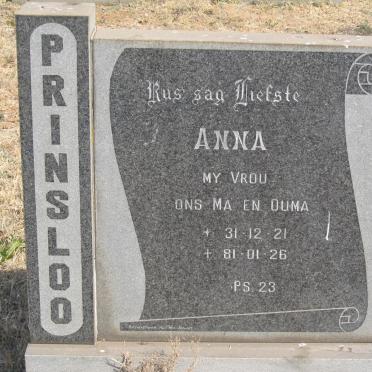 PRINSLOO
Rus sag Liefste
ANNA
MY VROU
ONS MA EN OUMA
+ 31·12·21
+ 81·01·26
PS. 23